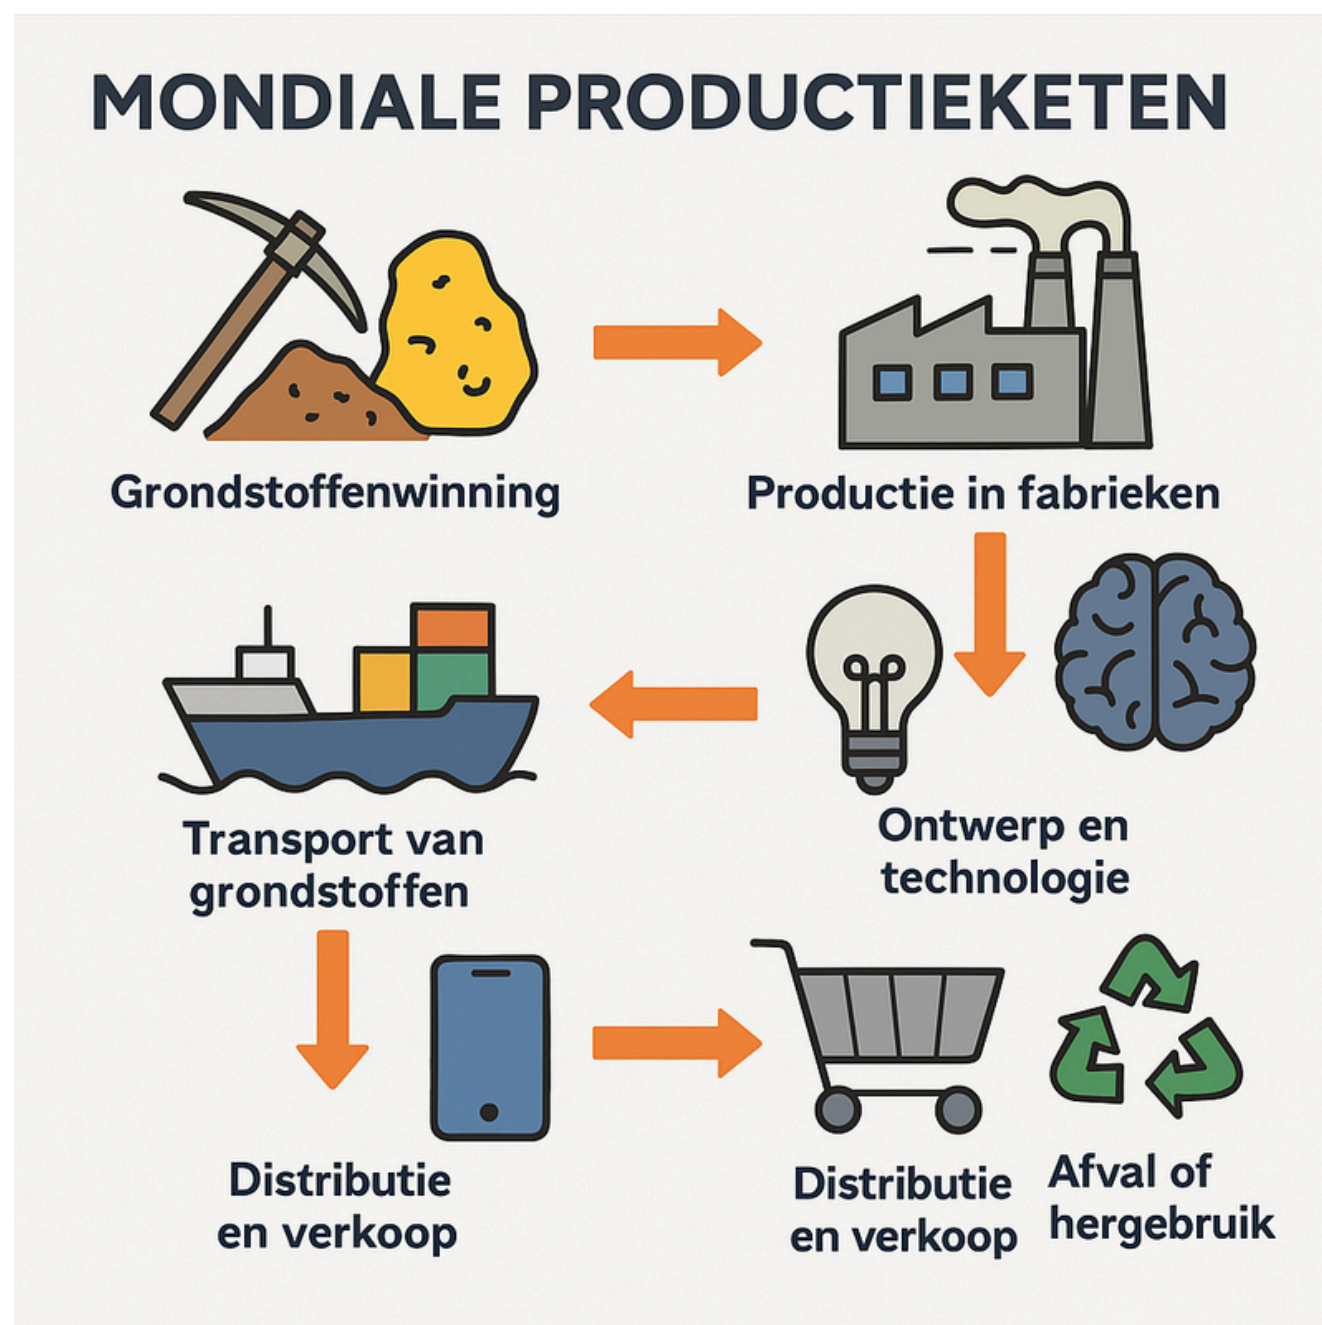 MONDIALE PRODUCTIEKETEN
Grondstoffenwinning
Productie in fabrieken
Ontwerp en
technologie
Transport van
grondstoffen
Distributie
en verkoop
Distributie
en verkoop
Afval of
hergebruik